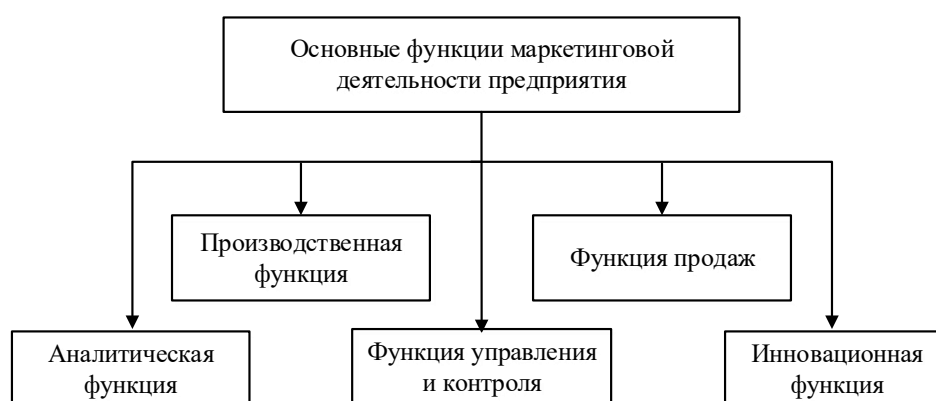 Основные функции маркетинговой
деятельности предприятия
Производственная
функция
Функция продаж
Аналитическая
функция
Функция управления
и контроля
Инновационная
функция